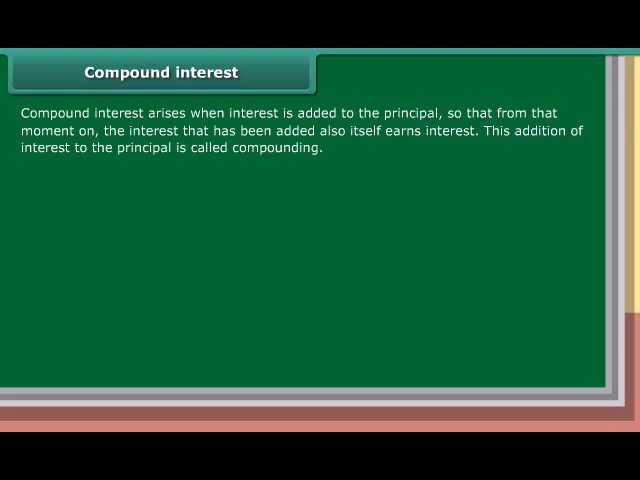 Compound interest
Compound interest arises when interest is added to the principal, so that from that
moment on, the interest that has been added also itself earns interest. This addition of
interest to the principal is called compounding.